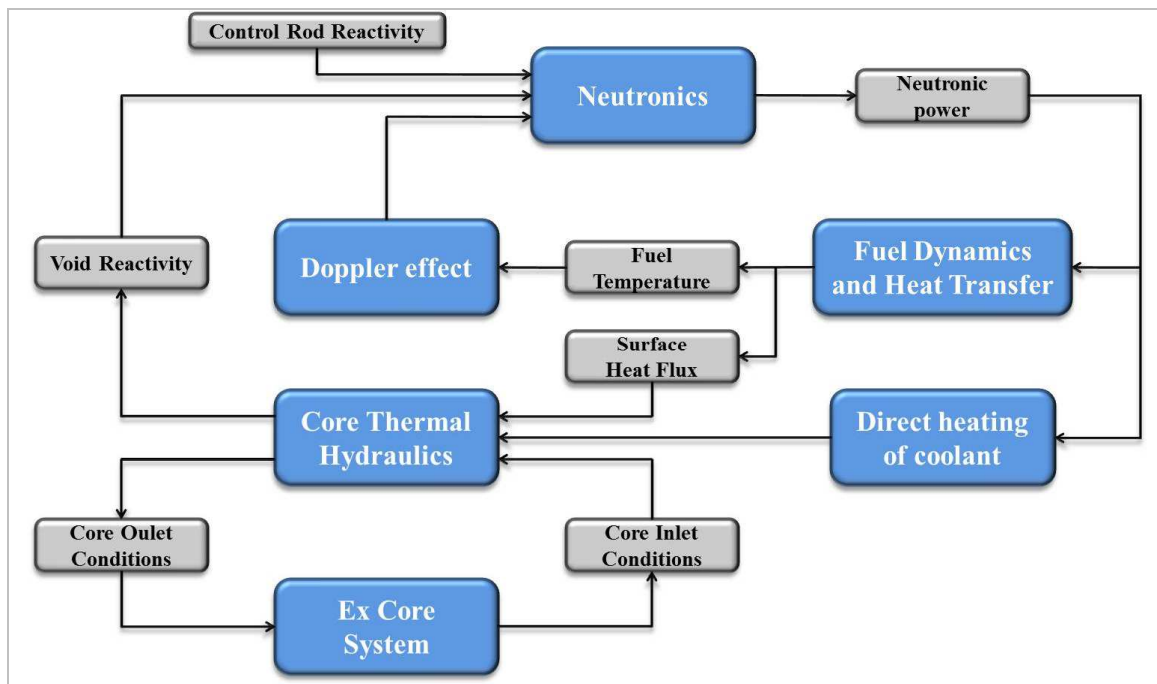 Control Rod Reactivity
Neutronics
Neutronic
power
Void Reactivity
Doppler effect
Fuel
Temperature
Fuel Dynamics
and Heat Transfer
Surface
Heat Flux
Core Thermal
Hydraulics
Direct heating
of coolant
Core Oulet
Conditions
Core Inlet
Conditions
Ex Core
System